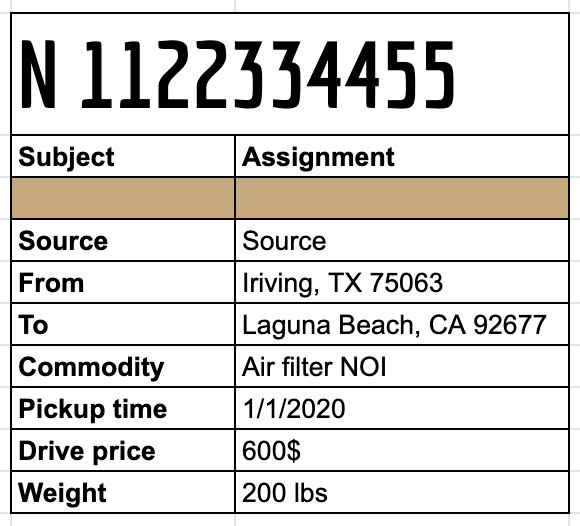 N 1122334455
Subject Assignment
Source Source
From Iriving, TX 75063
To Laguna Beach, CA 92677
Commodity Air filter NOI
Pickup time 1/1/2020
Drive price 600$
Weight 200 lbs